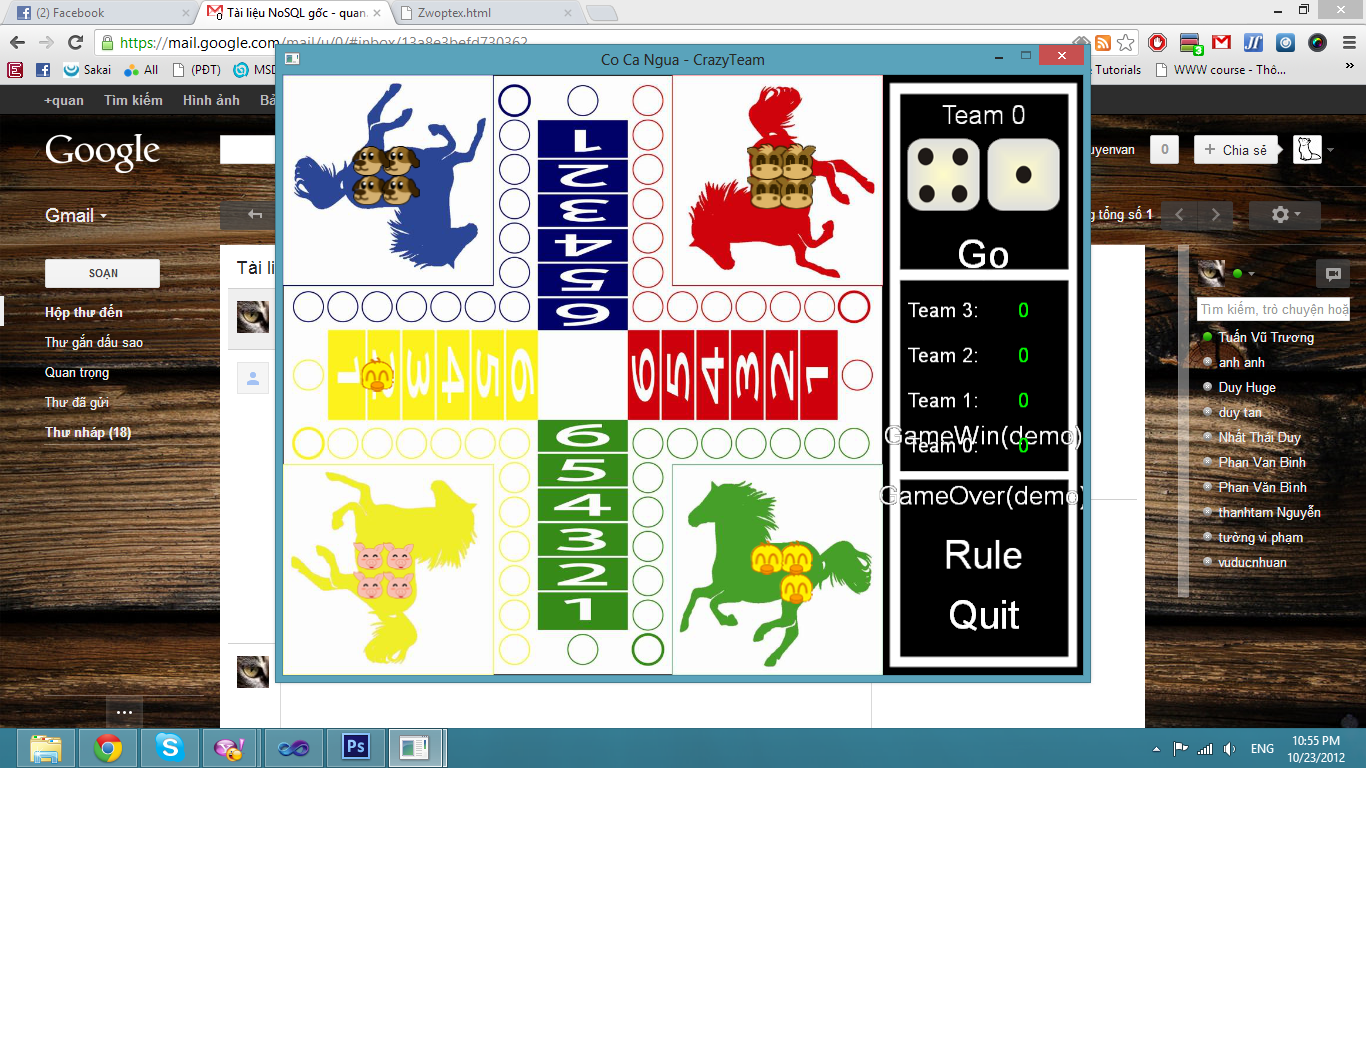 (2) Facebook
Tài liệu NoSQL gốc - quan.
Zwoptex.html
https://mail.google.com/mail/u/0/#inbox/13a8e3befd730362
Sakai
All
(PĐT)
MSD
Tutorials
WWW course - Thô...
»
Co Ca Ngua - CrazyTeam
+quan
Tìm kiếm
Hình ảnh
Bả
Google
uyenvan
0
+ Chia sẻ
Gmail
g tổng số 1
SOẠN
Tài li
Hộp thư đến
Thư gắn dấu sao
Quan trọng
Thư đã gửi
Thư nháp (18)
1
2
3
4
5
6
1
3
4
5
6
6
5
4
3
2
1
6
5
4
3
2
1
Team 0
Go
Team 3: 0
Team 2: 0
Team 1: 0
GameWin(demo)
Team 0: 0
GameOver(demo)
Rule
Quit
Tìm kiếm, trò chuyện hoặ
Tuấn Vũ Trương
anh anh
Duy Huge
duy tan
Nhất Thái Duy
Phan Van Binh
Phan Văn Bình
thanhtam Nguyễn
tường vi phạm
vuducnhuan
Ps
ENG
10:55 PM
10/23/2012